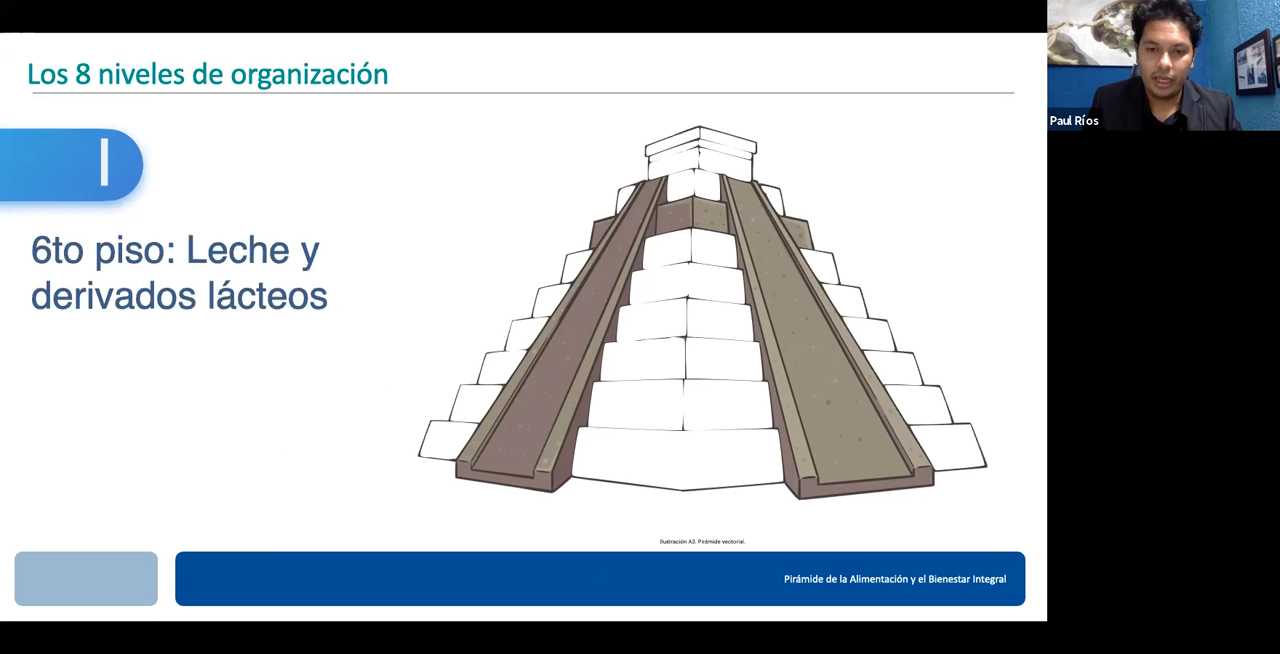 Los 8 niveles de organización
I
6to piso: Leche y
derivados lácteos
Ilustración A3. Pirámide vectorial.
Pirámide de la Alimentación y el Bienestar Integral
Paul Ríos